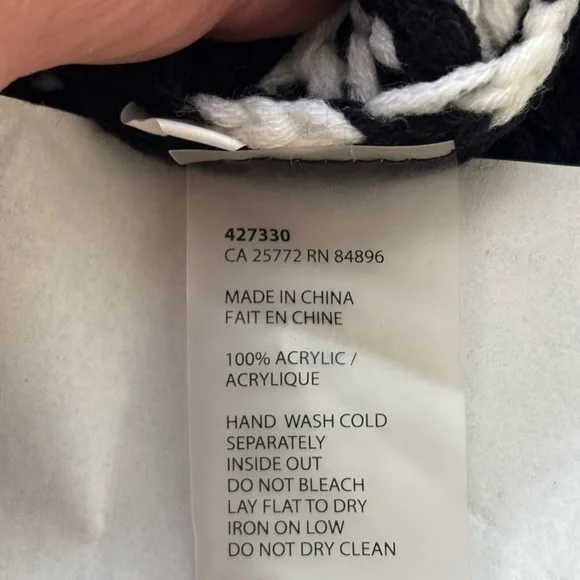 427330
CA 25772 RN 84896
MADE IN CHINA
FAIT EN CHINE
100% ACRYLIC /
ACRYLIQUE
HAND WASH COLD
SEPARATELY
INSIDE OUT
DO NOT BLEACH
LAY FLAT TO DRY
IRON ON LOW
DO NOT DRY CLEAN